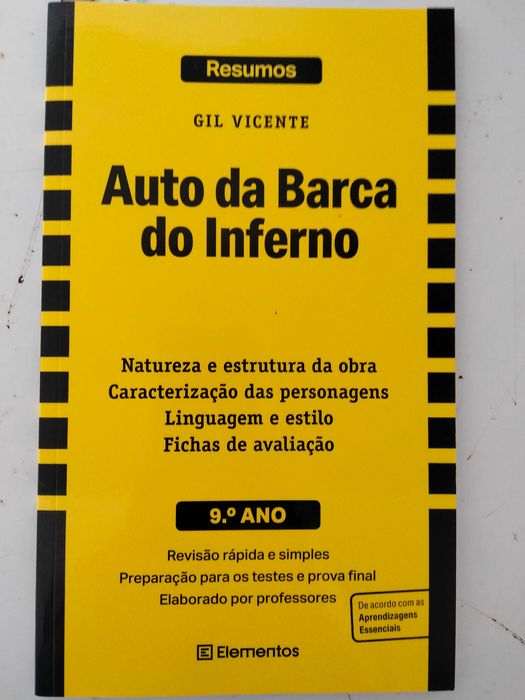 Resumos
GIL VICENTE
Auto da Barca
do Inferno
Natureza e estrutura da obra
Caracterização das personagens
Linguagem e estilo
Fichas de avaliação
9.º ANO
Revisão rápida e simples
Preparação para os testes e prova final
Elaborado por professores
De acordo com as
Aprendizagens
Essenciais
E Elementos